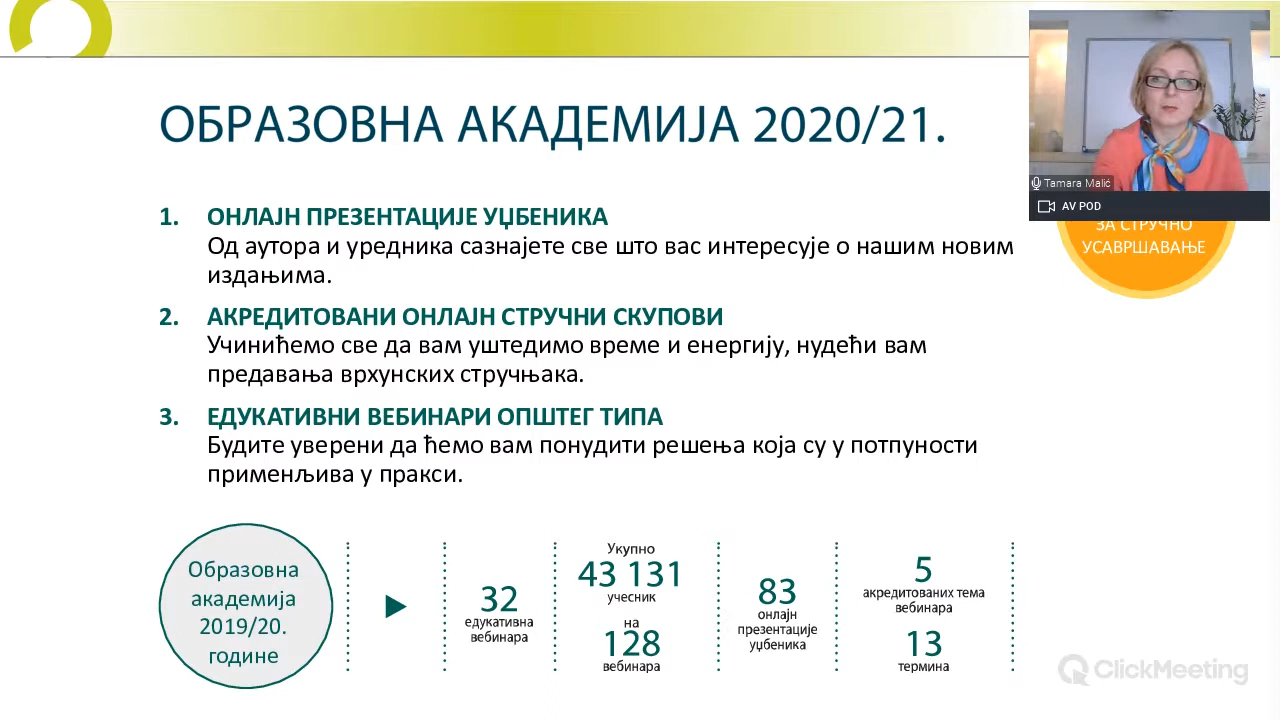 ОБРАЗОВНА АКАДЕМИЈА 2020/21.
Tamara Malić
AV POD
ЗА СТРУЧНО
УСАВРШАВАЊЕ
1. ОНЛАЈН ПРЕЗЕНТАЦИЈЕ УЏБЕНИКА
Од аутора и уредника сазнајете све што вас интересује о нашим новим
издањима.
2. АКРЕДИТОВАНИ ОНЛАЈН СТРУЧНИ СКУПОВИ
Учинићемо све да вам уштедимо време и енергију, нудећи вам
предавања врхунских стручњака.
3. ЕДУКАТИВНИ ВЕБИНАРИ ОПШТЕГ ТИПА
Будите уверени да ћемо вам понудити решења која су у потпуности
применљива у пракси.
Образовна
академија
2019/20.
године
32
едукативна
вебинара
Укупно
43 131
учесник
на
128
вебинара
83
онлајн
презентације
уџбеника
5
акредитованих тема
вебинара
13
термина
ClickMeeting